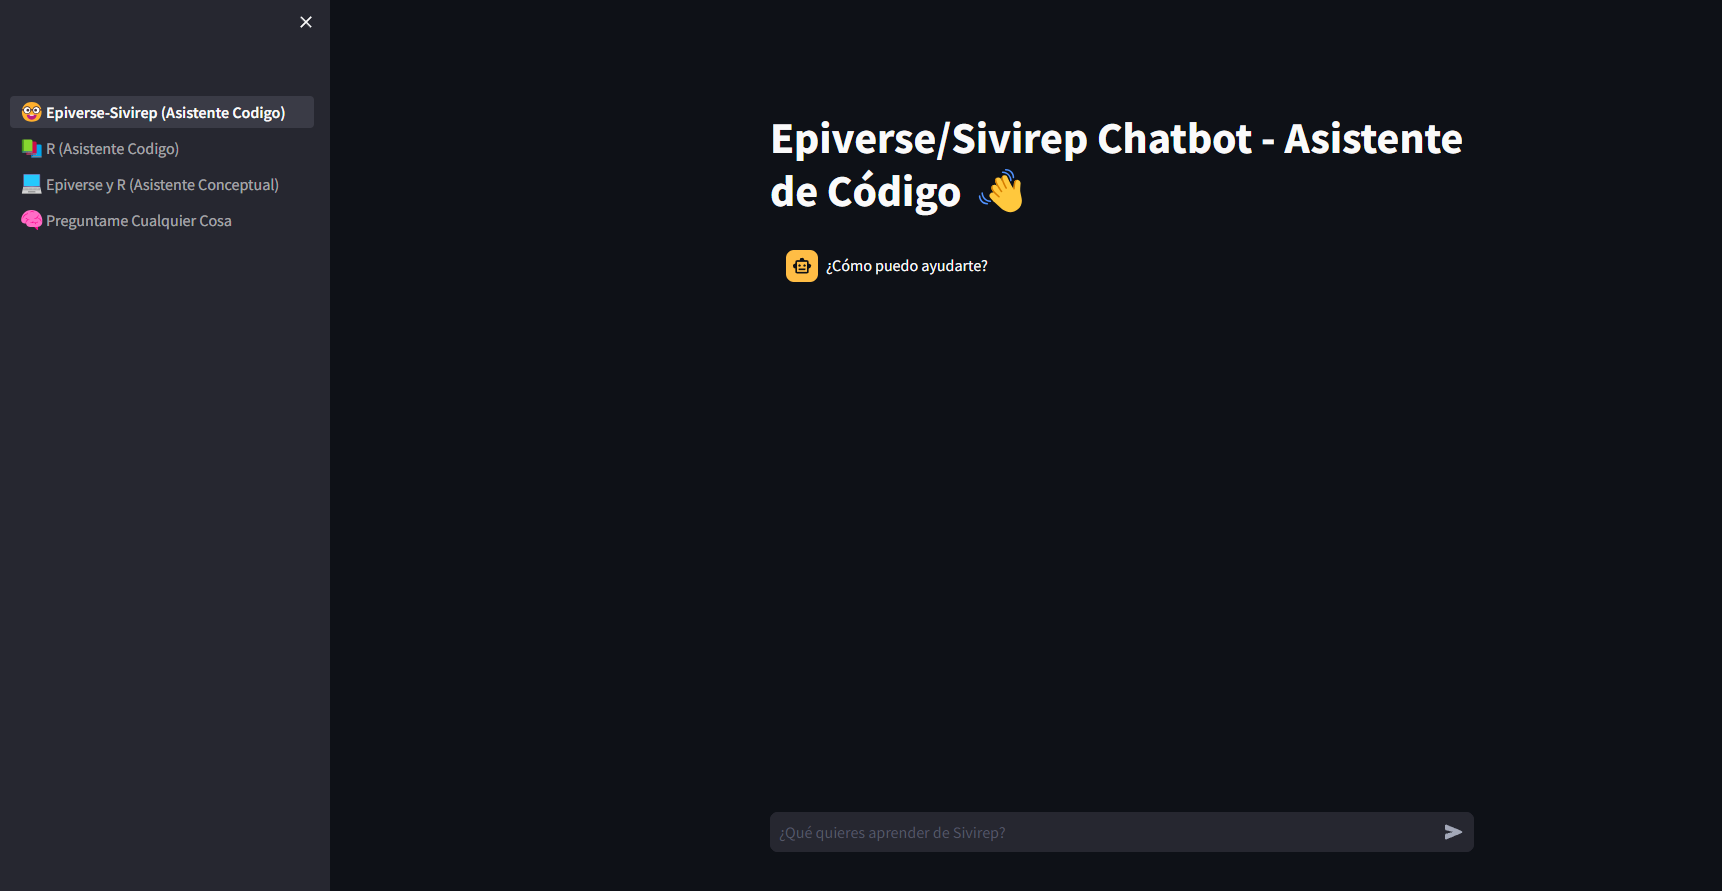 Epiverse-Sivirep (Asistente Codigo)
R (Asistente Codigo)
Epiverse y R (Asistente Conceptual)
Preguntame Cualquier Cosa
Epiverse/Sivirep Chatbot - Asistente
de Código 👋
¿Cómo puedo ayudarte?
¿Qué quieres aprender de Sivirep?